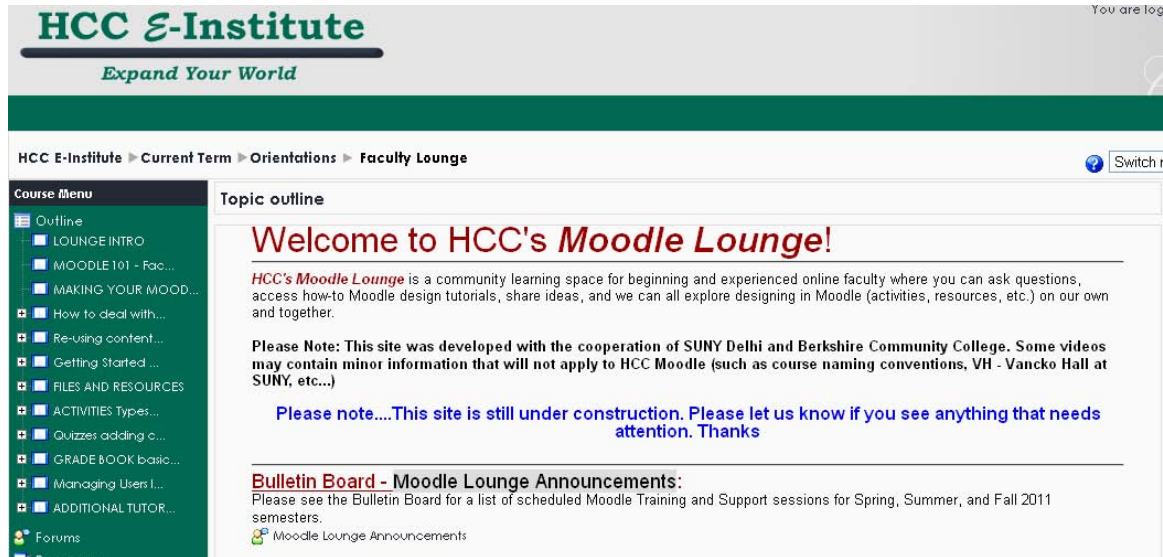 HCC E-Institute
You are log
Expand Your World
HCC E-Institute ▶ Current Term ▶ Orientations ▶ Faculty Lounge
Switch r
Course Menu
Outline
LOUNGE INTRO
MOODLE 101 - Fac...
MAKING YOUR MOOD...
How to deal with...
Re-using content...
Getting Started ...
FILES AND RESOURCES
ACTIVITIES Types...
Quizzes adding c...
GRADE BOOK basic...
Managing Users I...
ADDITIONAL TUTOR...
Forums
Topic outline
Welcome to HCC's Moodle Lounge!
HCC's Moodle Lounge is a community learning space for beginning and experienced online faculty where you can ask questions,
access how-to Moodle design tutorials, share ideas, and we can all explore designing in Moodle (activities, resources, etc.) on our own
and together.
Please Note: This site was developed with the cooperation of SUNY Delhi and Berkshire Community College. Some videos
may contain minor information that will not apply to HCC Moodle (such as course naming conventions, VH - Vancko Hall at
SUNY, etc...)
Please note....This site is still under construction. Please let us know if you see anything that needs
attention. Thanks
Bulletin Board - Moodle Lounge Announcements:
Please see the Bulletin Board for a list of scheduled Moodle Training and Support sessions for Spring, Summer, and Fall 2011
semesters.
Moodle Lounge Announcements